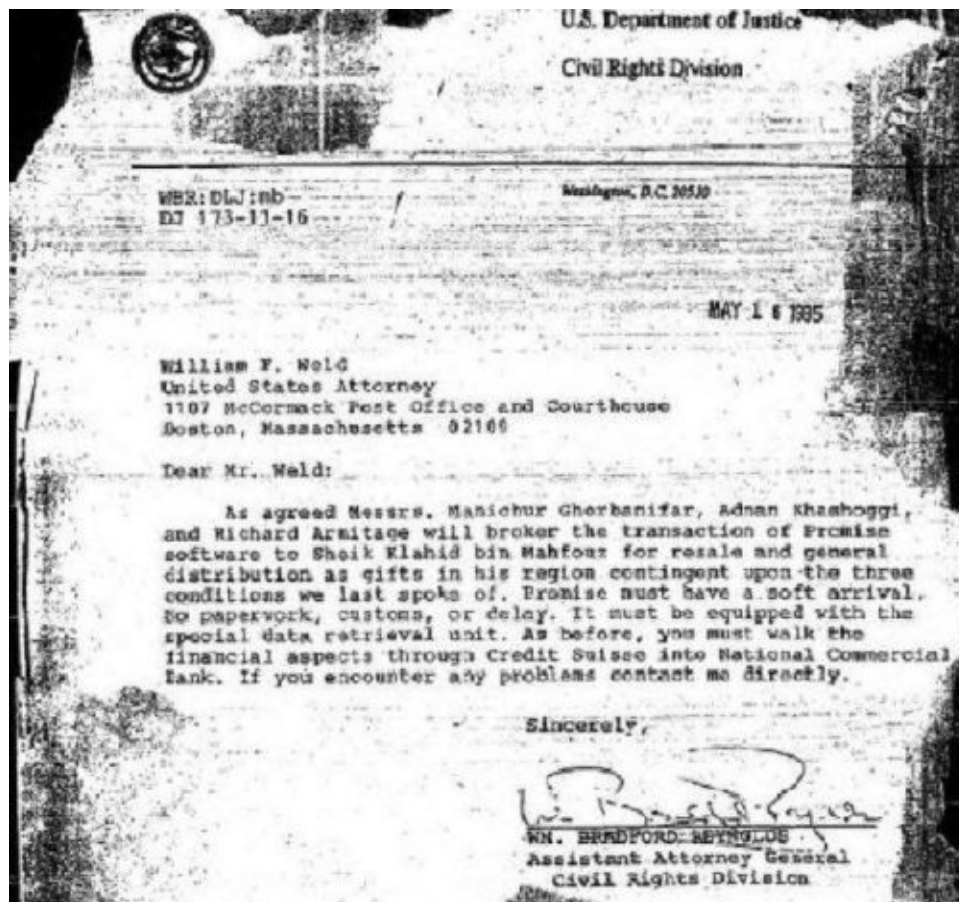 U.S. Department of Justice
Civil Rights Division
Washington, D.C. 20530
WBR:DLJ:mb
DJ 173-11-16
MAY 16 1985
William F. Weld
United States Attorney
1107 McCormack Post Office and Courthouse
Boston, Massachusetts 02109
Dear Mr. Weld:
As agreed Messrs. Manichur Ghorbanifar, Adnan Khashoggi,
and Richard Armitage will broker the transaction of Promise
software to Sheik Klahid bin Mahfouz for resale and general
distribution as gifts in his region contingent upon the three
conditions we last spoke of. Promise must have a soft arrival.
No paperwork, customs, or delay. It must be equipped with the
special data retrieval unit. As before, you must walk the
financial aspects through Credit Suisse into National Commercial
Bank. If you encounter any problems contact me directly.
Sincerely,
WM. BRADFORD REYNOLDS
Assistant Attorney General
Civil Rights Division